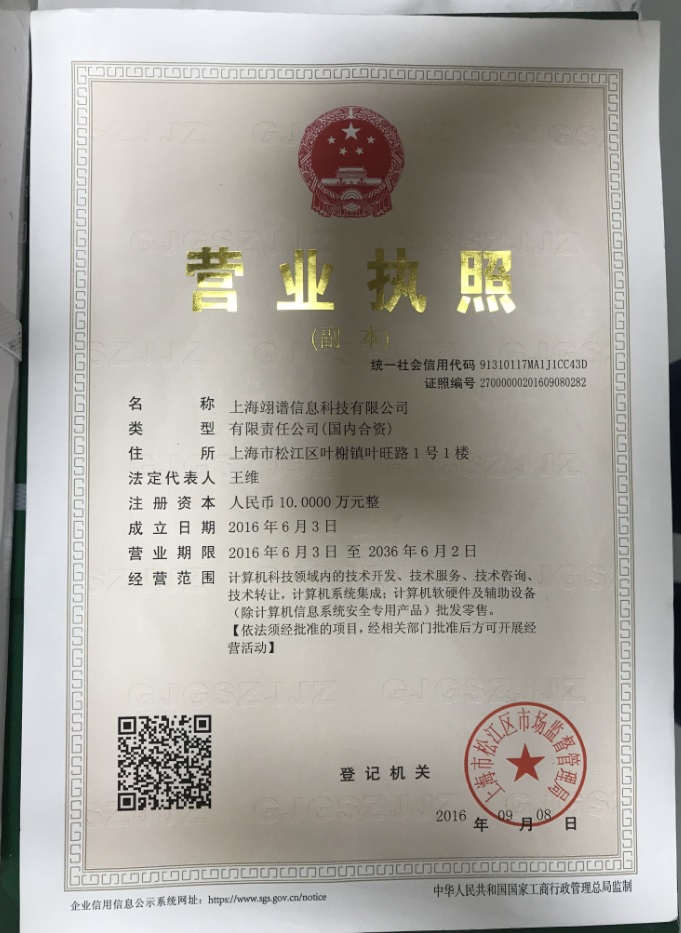 营业执照
(副 本)
统一社会信用代码 91310117MA1J1CC43D
证照编号 27000000201609080282
名 称 上海翊谱信息科技有限公司
类 型 有限责任公司(国内合资)
住 所 上海市松江区叶榭镇叶旺路1号1楼
法定代表人 王维
注册资本 人民币10.0000万元整
成立日期 2016年6月3日
营业期限 2016年6月3日 至 2036年6月2日
经营范围 计算机科技领域内的技术开发、技术服务、技术咨询、
技术转让，计算机系统集成；计算机软硬件及辅助设备
（除计算机信息系统安全专用产品）批发零售。
【依法须经批准的项目，经相关部门批准后方可开展经
营活动】
登记机关
上海市松江区市场监督管理局
2016 年 09 月 08 日
企业信用信息公示系统网址：https://www.sgs.gov.cn/notice
中华人民共和国国家工商行政管理总局监制
GJGSZJJZ